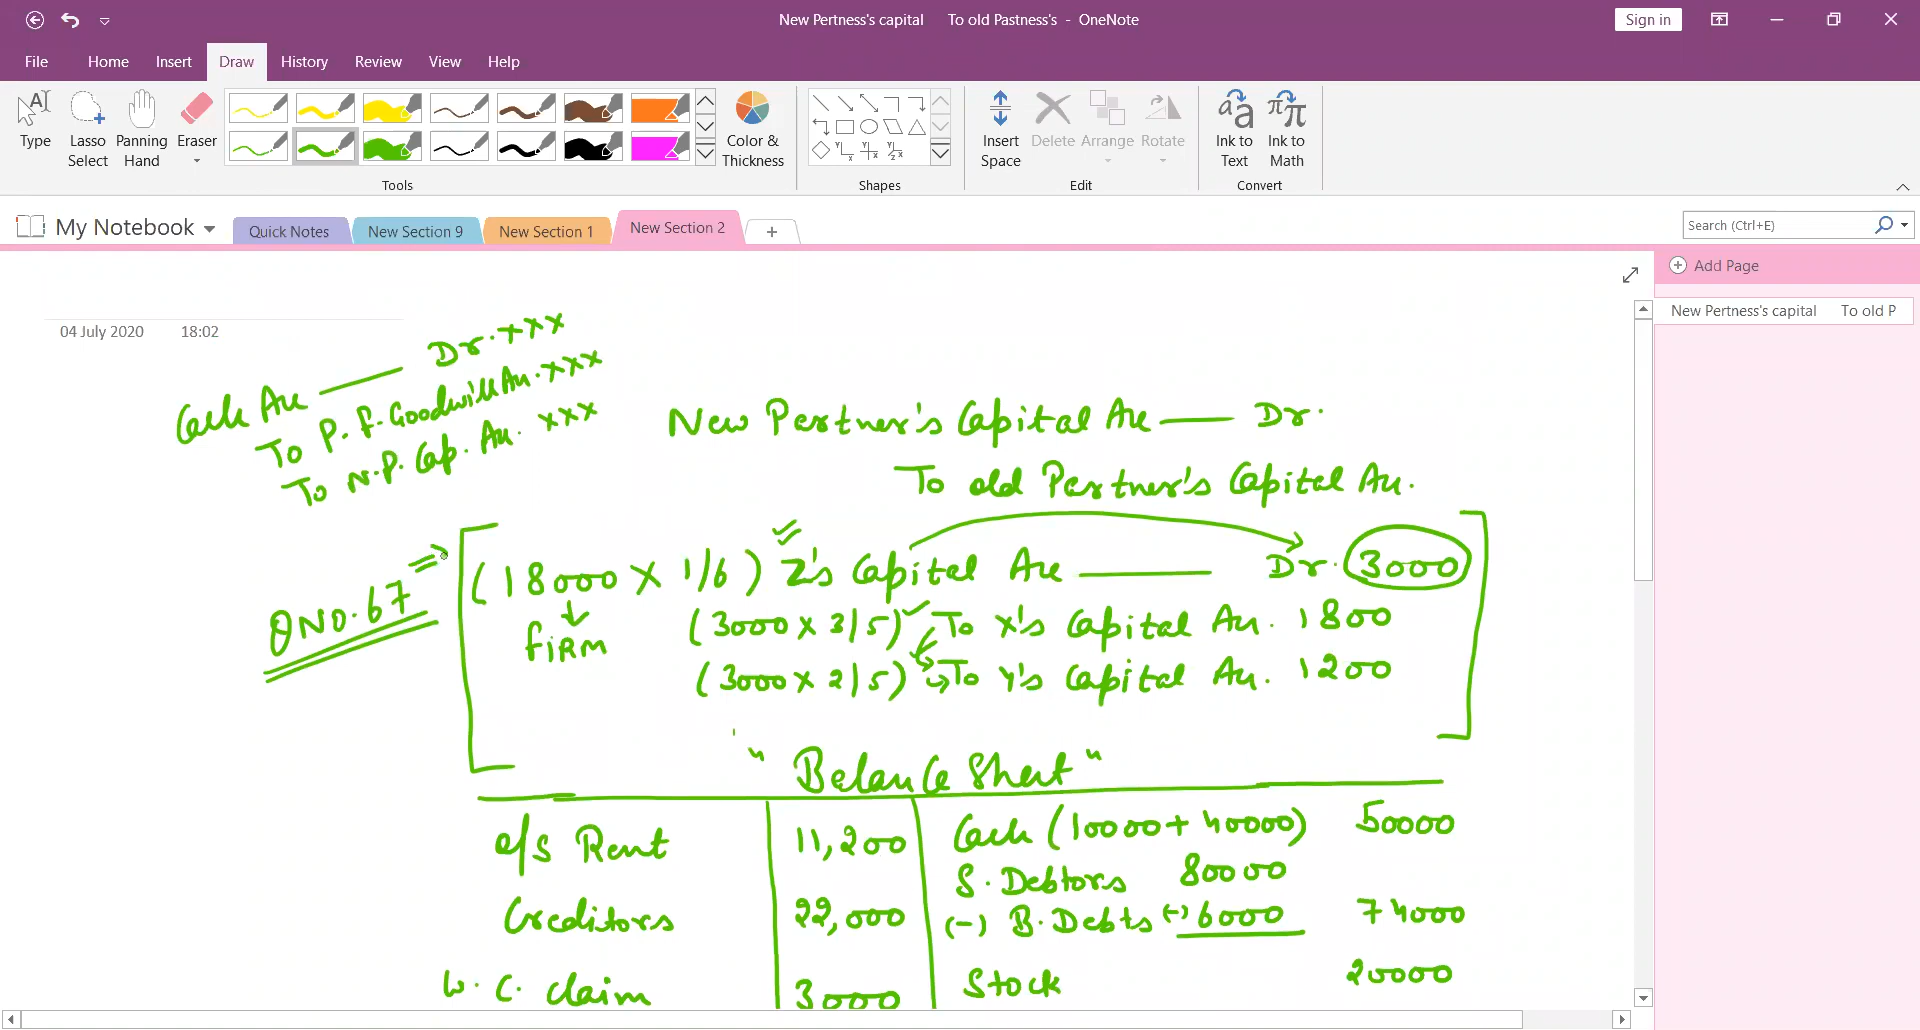 New Pertness's capital To old Pastness's - OneNote
Sign in
File Home Insert Draw History Review View Help
Type
Lasso Select
Panning Hand
Eraser
Color & Thickness
Insert Space
Delete
Arrange
Rotate
Ink to Text
Ink to Math
Tools
Shapes
Edit
Convert
My Notebook
Quick Notes
New Section 9
New Section 1
New Section 2
Search (Ctrl+E)
Add Page
New Pertness's capital To old P
04 July 2020 18:02
Cash A/c Dr. xxx
To P.f. Goodwill A/c. xxx
To N.P. Cap. A/c. xxx
New Partner's Capital A/c Dr.
To old Partner's Capital A/c.
Q NO. 67 ⇒
(18000 X 1/6) Z's Capital A/c Dr. 3000
↓
FIRM
(3000 x 3/5) To X's Capital A/c. 1800
(3000 x 2/5) To Y's Capital A/c. 1200
" Balance Sheet "
o/s Rent 11,200 Cash (10000 + 40000) 50000
S. Debtors 80000
Creditors 22,000 (-) B. Debts (-) 6000 74000
W. C. claim 3000 Stock 20000